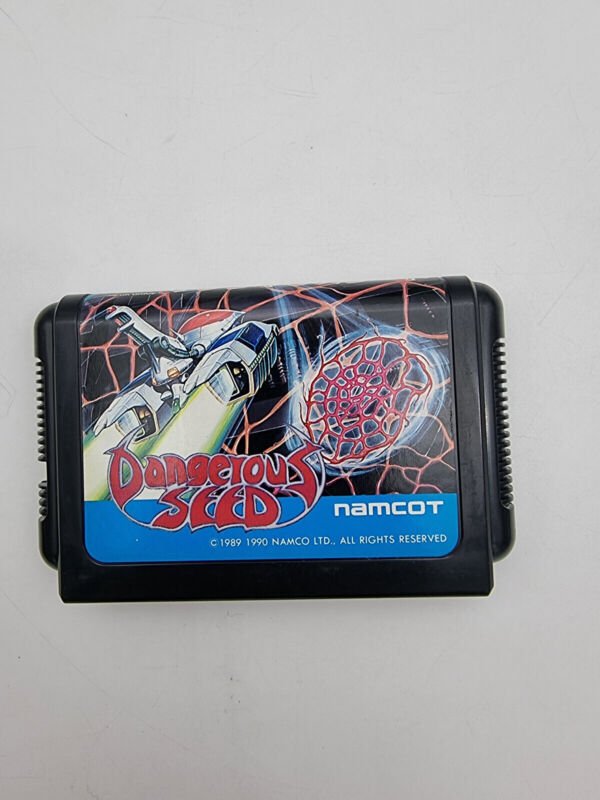 Dangerous
SEED
namcoT
C 1989 1990 NAMCO LTD., ALL RIGHTS RESERVED